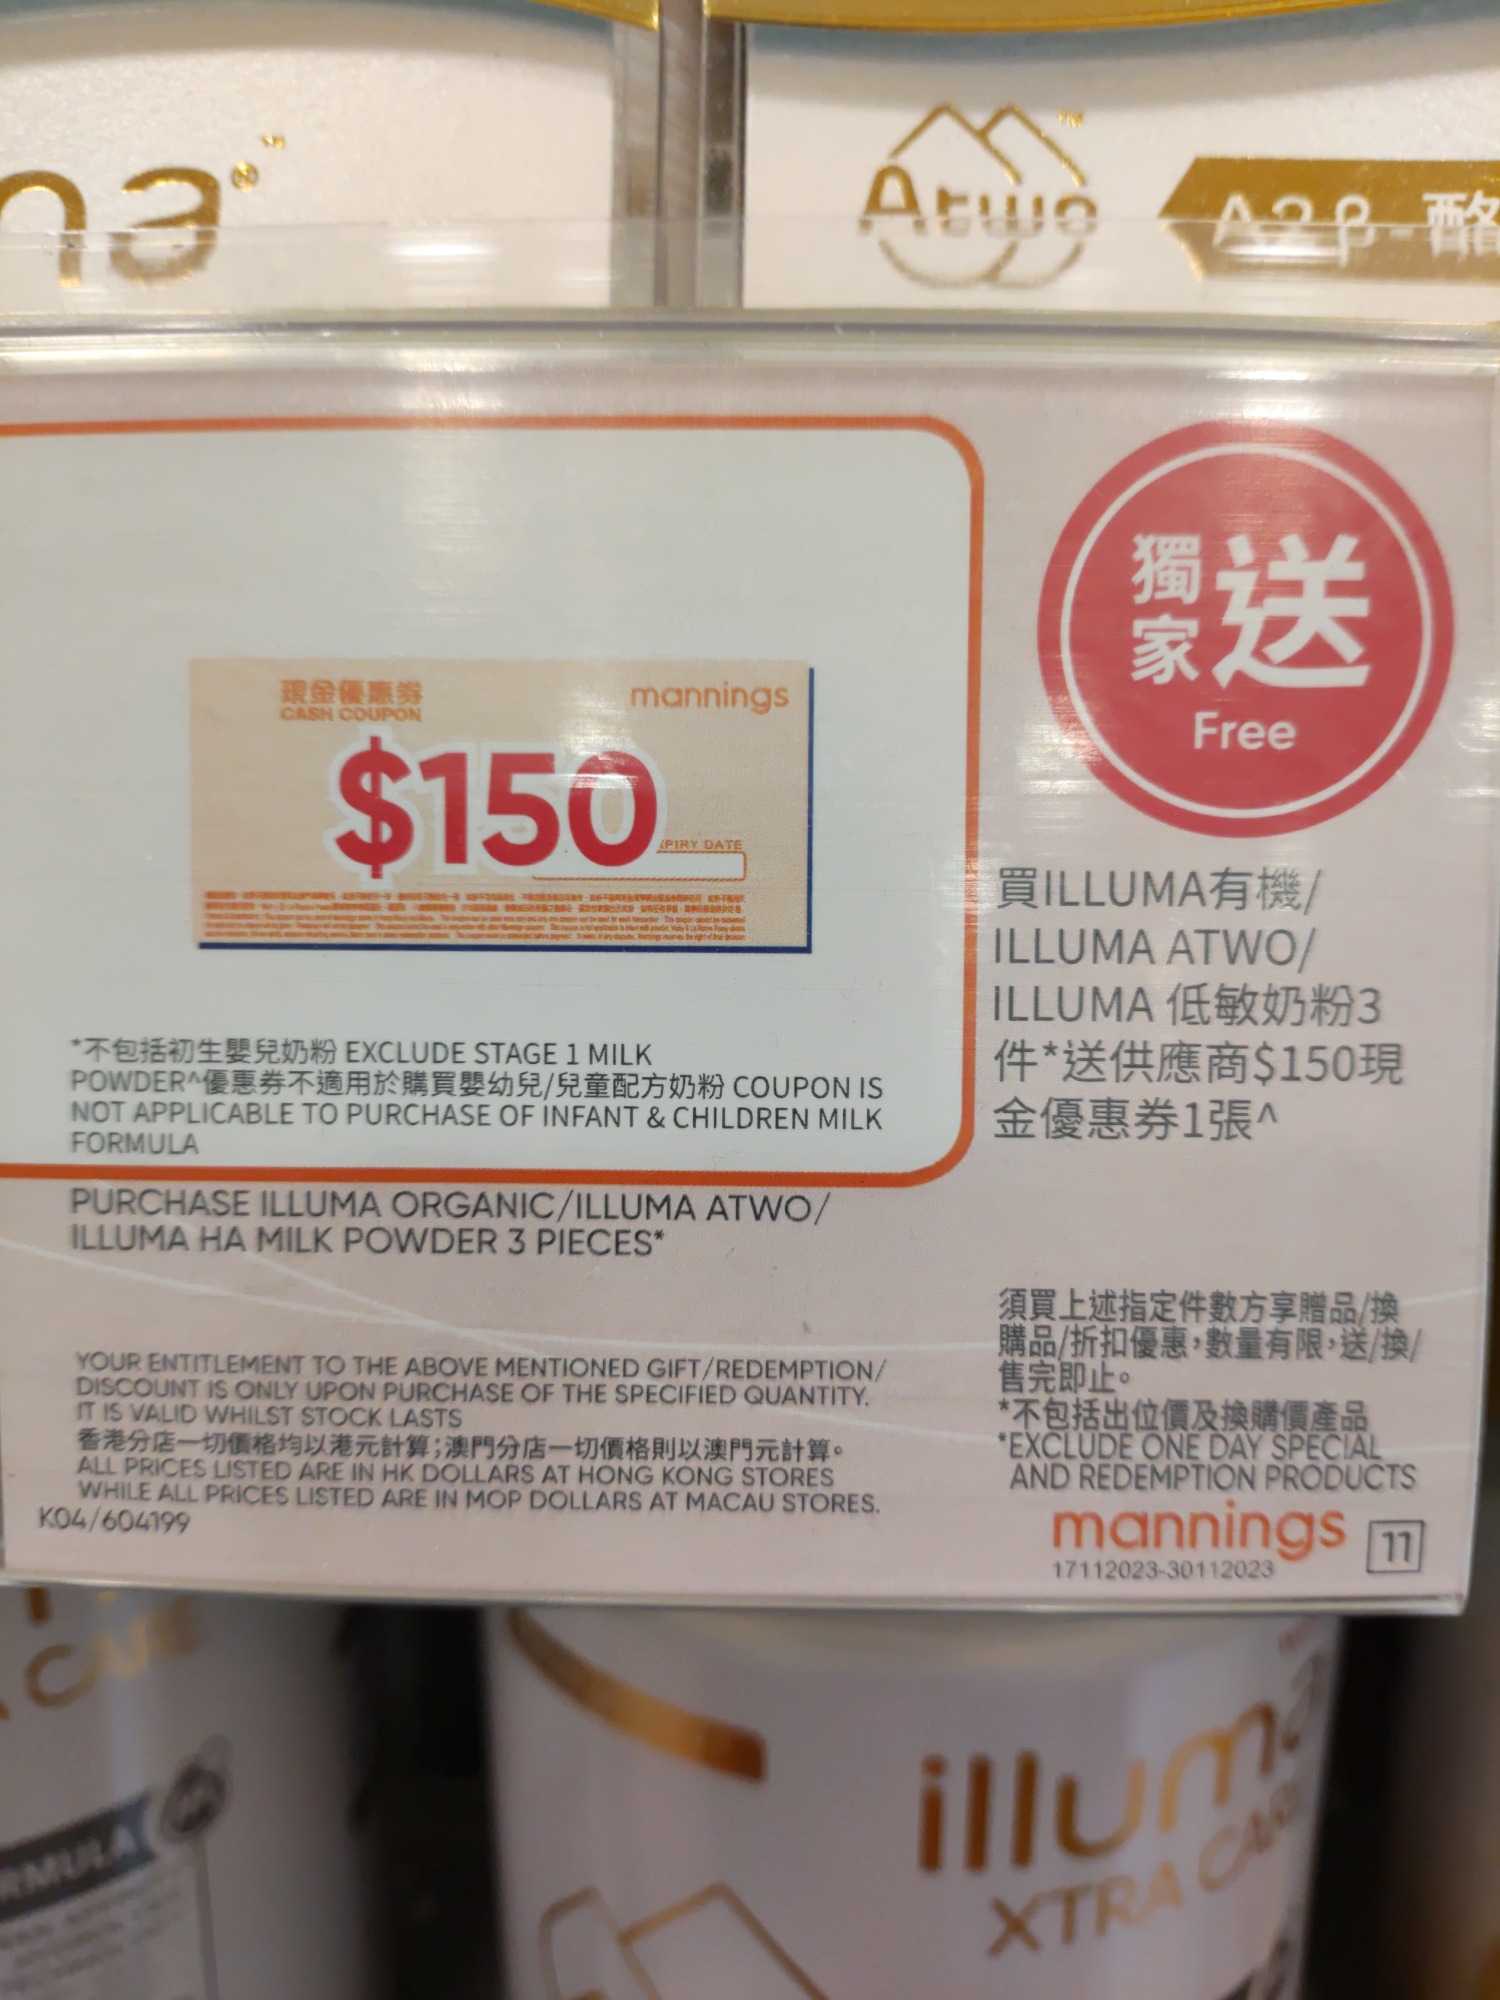 na®™
Atwo™
A2β-酪
獨家送
Free
現金優惠券
CASH COUPON
mannings
$150
PIRY DATE
買ILLUMA有機/
ILLUMA ATWO/
ILLUMA 低敏奶粉3
件*送供應商$150現
金優惠券1張^
*不包括初生嬰兒奶粉 EXCLUDE STAGE 1 MILK
POWDER^優惠券不適用於購買嬰幼兒/兒童配方奶粉 COUPON IS
NOT APPLICABLE TO PURCHASE OF INFANT & CHILDREN MILK
FORMULA
PURCHASE ILLUMA ORGANIC/ILLUMA ATWO/
ILLUMA HA MILK POWDER 3 PIECES*
須買上述指定件數方享贈品/換
購品/折扣優惠,數量有限,送/換/
售完即止。
*不包括出位價及換購價產品
*EXCLUDE ONE DAY SPECIAL
AND REDEMPTION PRODUCTS
YOUR ENTITLEMENT TO THE ABOVE MENTIONED GIFT/REDEMPTION/
DISCOUNT IS ONLY UPON PURCHASE OF THE SPECIFIED QUANTITY.
IT IS VALID WHILST STOCK LASTS
香港分店一切價格均以港元計算;澳門分店一切價格則以澳門元計算。
ALL PRICES LISTED ARE IN HK DOLLARS AT HONG KONG STORES
WHILE ALL PRICES LISTED ARE IN MOP DOLLARS AT MACAU STORES.
K04/604199
mannings 11
17112023-30112023
CARE
RMULA
illuma
XTRA CAR